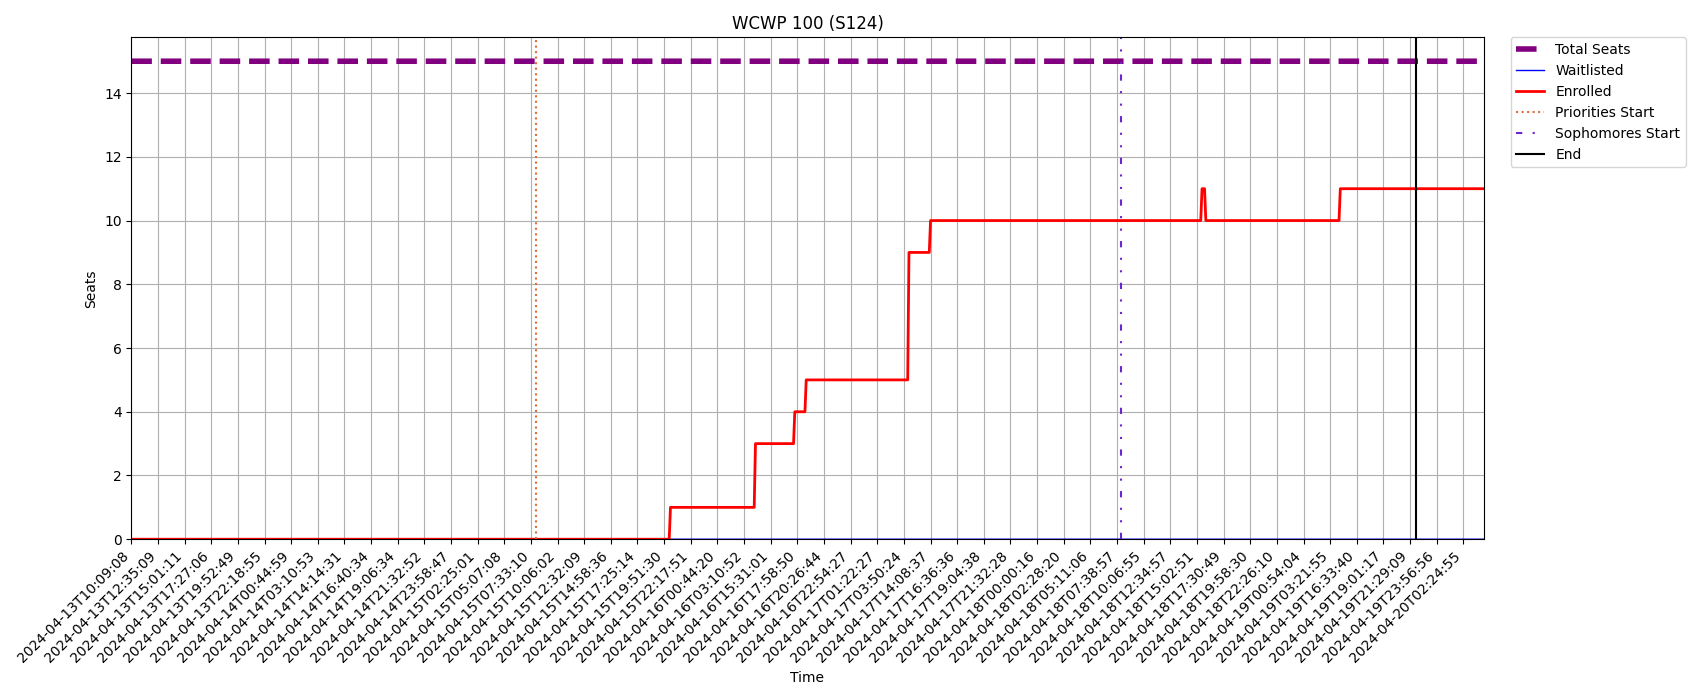 WCWP 100 (S124)
Total Seats
Waitlisted
Enrolled
Priorities Start
Sophomores Start
End
14
12
10
8
6
4
2
0
Seats
2024-04-13T10:09:08
2024-04-13T12:35:09
2024-04-13T15:01:11
2024-04-13T17:27:06
2024-04-13T19:52:49
2024-04-13T22:18:55
2024-04-14T00:44:59
2024-04-14T03:10:53
2024-04-14T14:14:31
2024-04-14T16:40:34
2024-04-14T19:06:34
2024-04-14T21:32:52
2024-04-14T23:58:47
2024-04-15T02:25:01
2024-04-15T05:07:08
2024-04-15T07:33:10
2024-04-15T10:06:02
2024-04-15T12:32:09
2024-04-15T14:58:36
2024-04-15T17:25:14
2024-04-15T19:51:30
2024-04-15T22:17:51
2024-04-16T00:44:20
2024-04-16T03:10:52
2024-04-16T15:31:01
2024-04-16T17:58:50
2024-04-16T20:26:44
2024-04-16T22:54:27
2024-04-17T01:22:27
2024-04-17T03:50:24
2024-04-17T14:08:37
2024-04-17T16:36:36
2024-04-17T19:04:38
2024-04-17T21:32:28
2024-04-18T00:00:16
2024-04-18T02:28:20
2024-04-18T05:11:06
2024-04-18T07:38:57
2024-04-18T10:06:55
2024-04-18T12:34:57
2024-04-18T15:02:51
2024-04-18T17:30:49
2024-04-18T19:58:30
2024-04-18T22:26:10
2024-04-19T00:54:04
2024-04-19T03:21:55
2024-04-19T16:33:40
2024-04-19T19:01:17
2024-04-19T21:29:09
2024-04-19T23:56:56
2024-04-20T02:24:55
Time